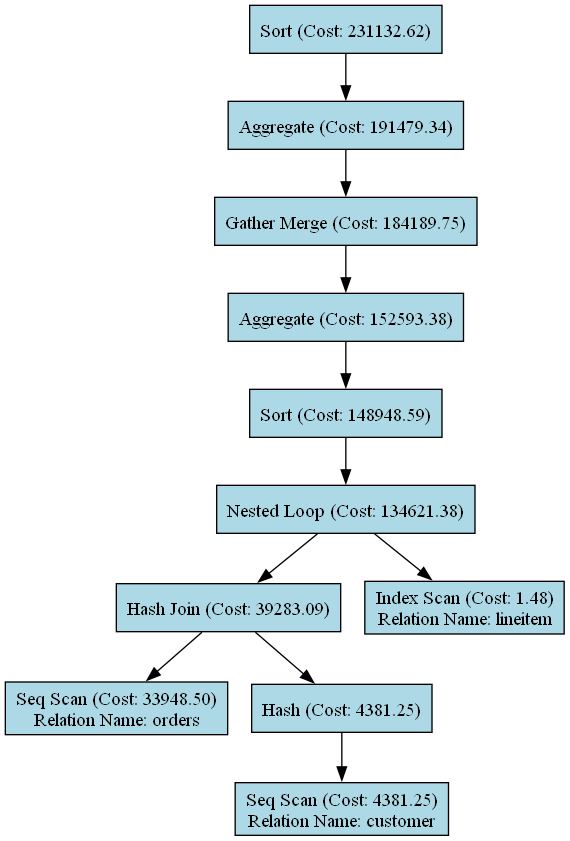 Sort (Cost: 231132.62)
Aggregate (Cost: 191479.34)
Gather Merge (Cost: 184189.75)
Aggregate (Cost: 152593.38)
Sort (Cost: 148948.59)
Nested Loop (Cost: 134621.38)
Hash Join (Cost: 39283.09)
Index Scan (Cost: 1.48)
Relation Name: lineitem
Seq Scan (Cost: 33948.50)
Relation Name: orders
Hash (Cost: 4381.25)
Seq Scan (Cost: 4381.25)
Relation Name: customer